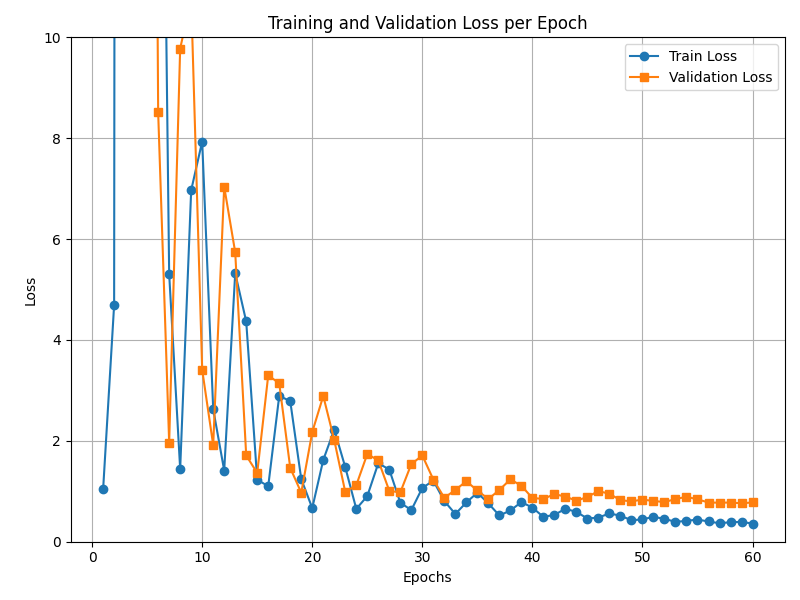 Training and Validation Loss per Epoch
Train Loss
Validation Loss
10
8
6
4
2
0
Loss
0 10 20 30 40 50 60
Epochs